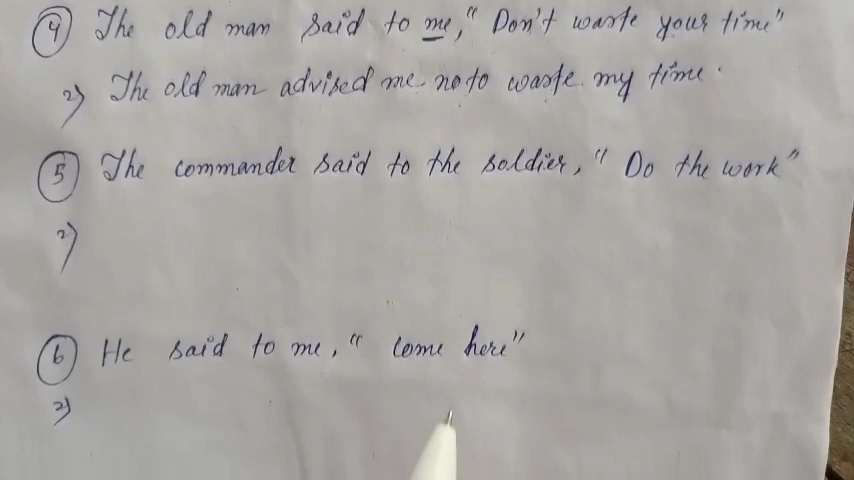 4 The old man said to me, " Don't waste your time"
2) The old man advised me no to waste my time.
5 The commander said to the soldier, " Do the work"
2)
6 He said to me, " come here"
2)